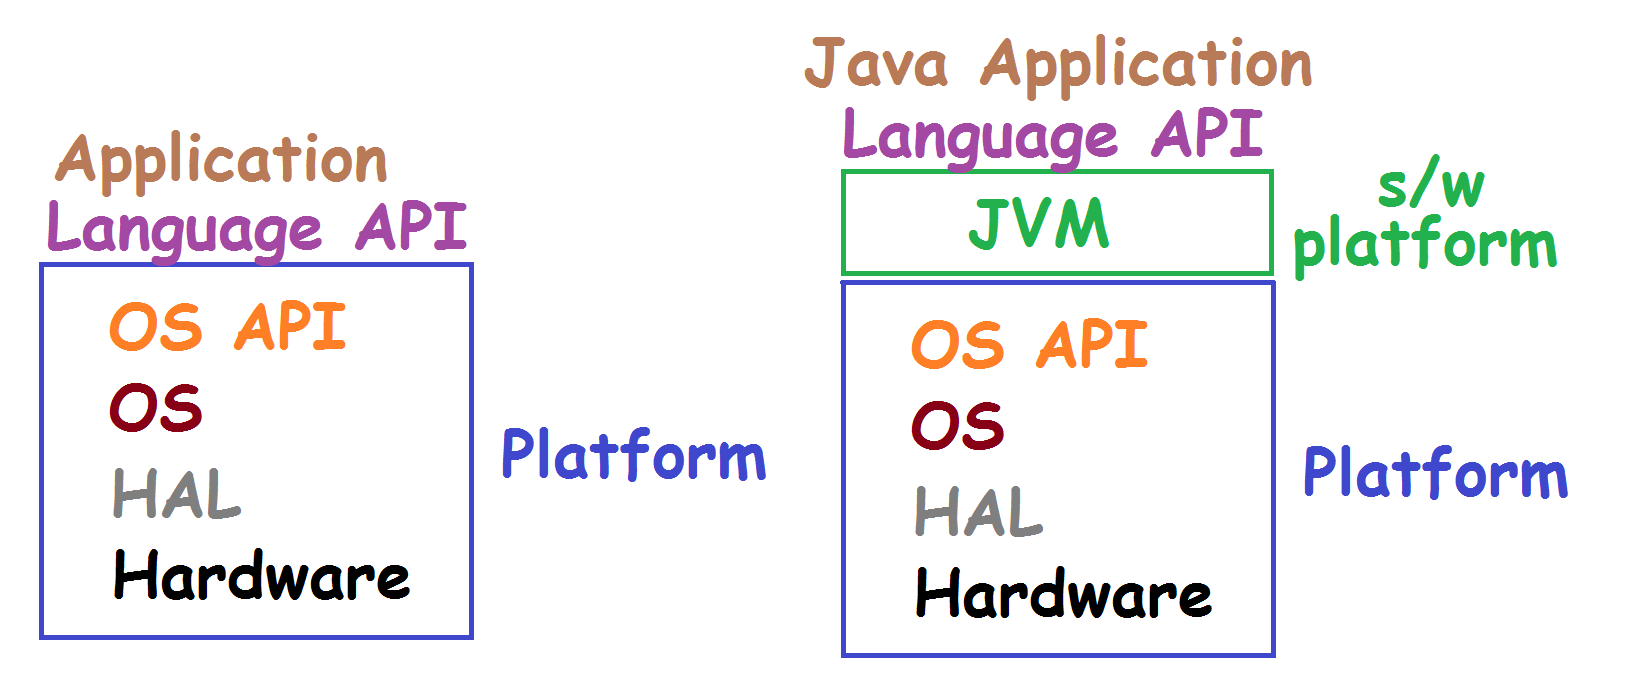 Application
Language API
OS API
OS
HAL
Hardware
Platform
Java Application
Language API
JVM
s/w
platform
OS API
OS
HAL
Hardware
Platform